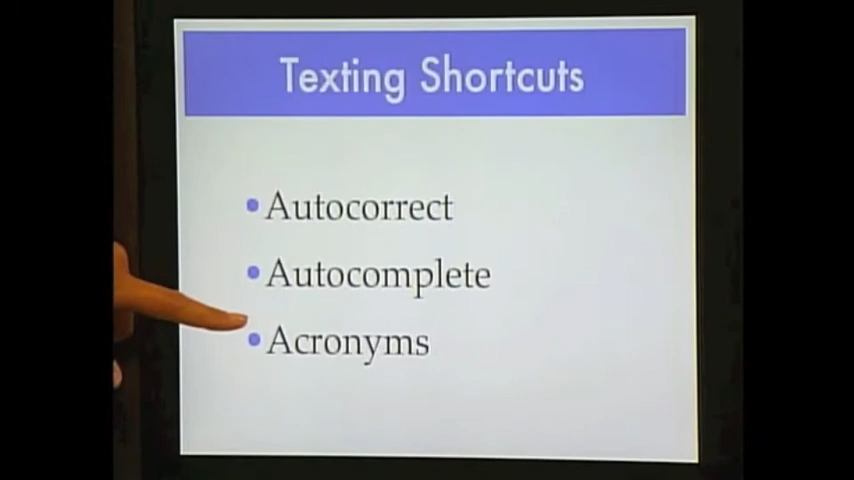 Texting Shortcuts
• Autocorrect
• Autocomplete
• Acronyms